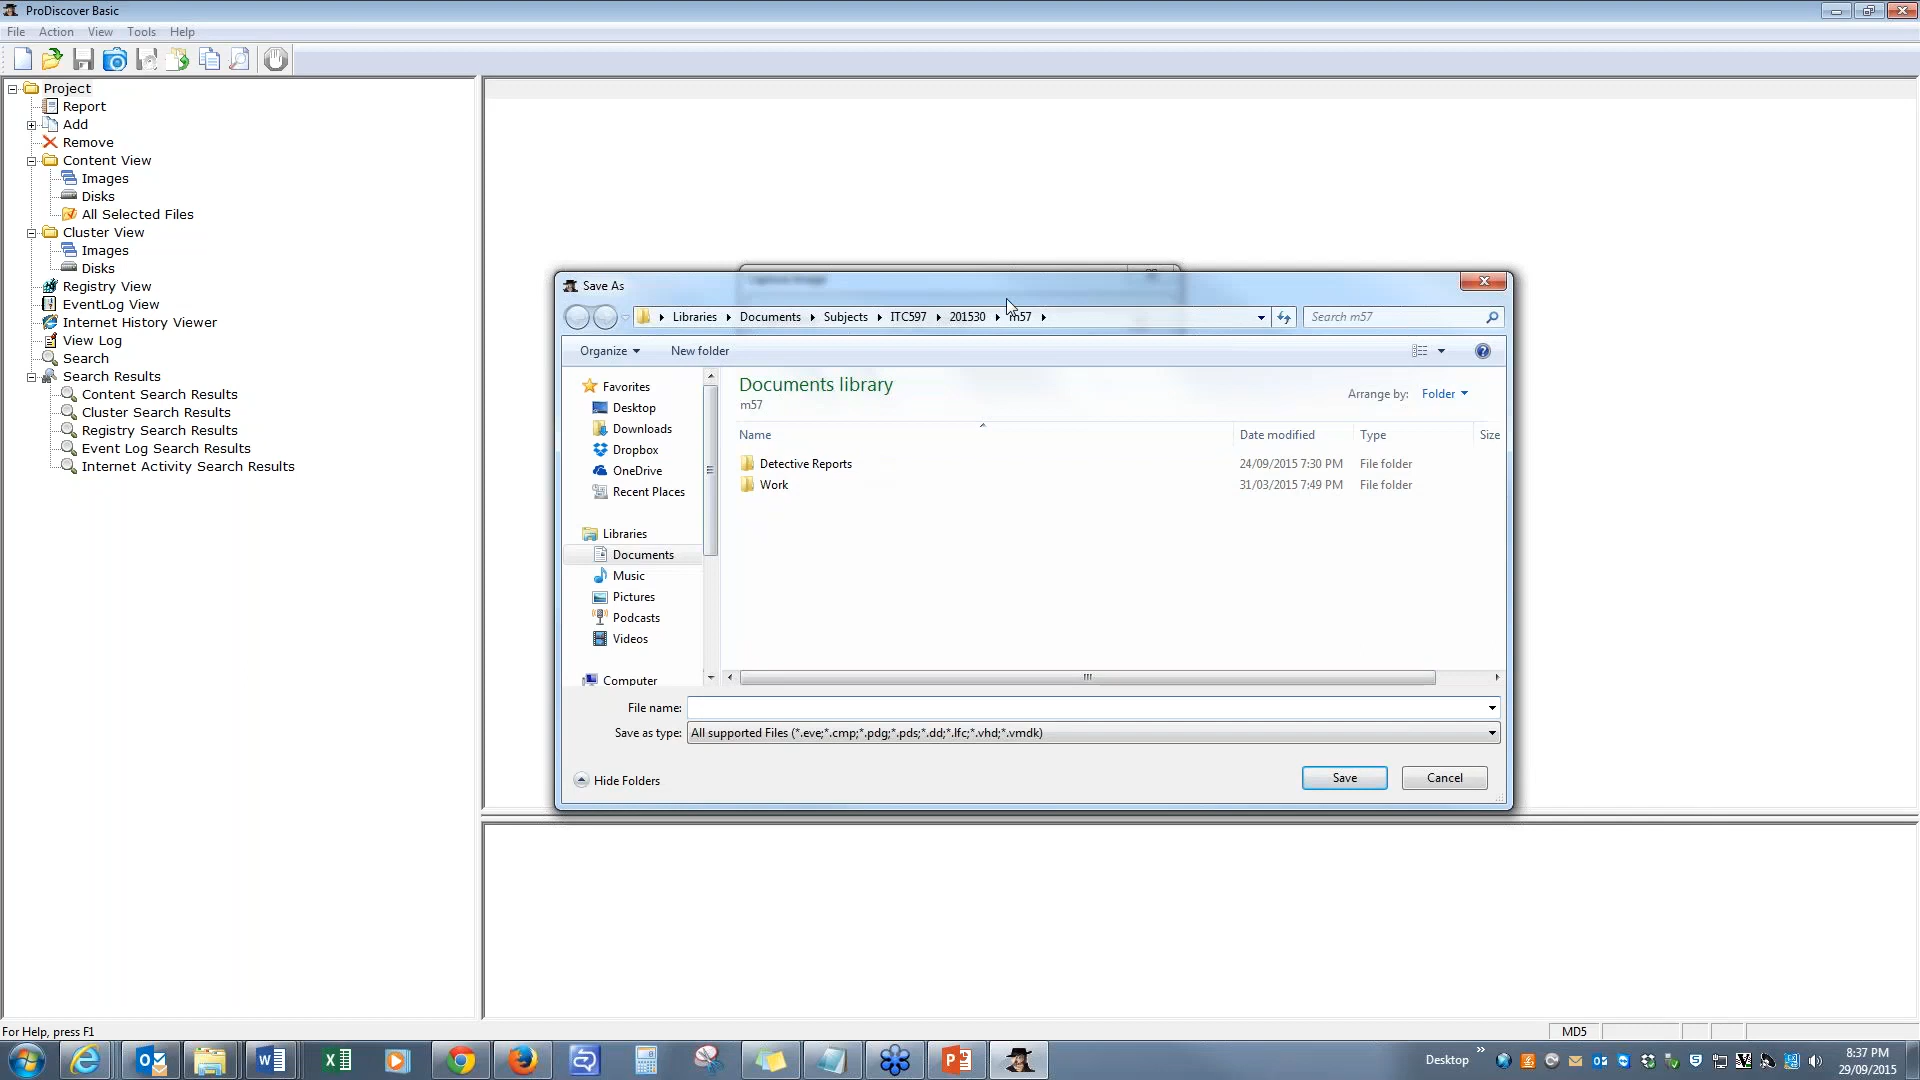 ProDiscover Basic
File Action View Tools Help
Project
Report
Add
Remove
Content View
Images
Disks
All Selected Files
Cluster View
Images
Disks
Registry View
EventLog View
Internet History Viewer
View Log
Search
Search Results
Content Search Results
Cluster Search Results
Registry Search Results
Event Log Search Results
Internet Activity Search Results
Capture Image
Save As
Libraries Documents Subjects ITC597 201530 m57
Search m57
Organize New folder
Favorites
Desktop
Downloads
Dropbox
OneDrive
Recent Places
Libraries
Documents
Music
Pictures
Podcasts
Videos
Computer
Documents library
m57
Arrange by: Folder
Name Date modified Type Size
Detective Reports 24/09/2015 7:30 PM File folder
Work 31/03/2015 7:49 PM File folder
File name:
Save as type: All supported Files (*.eve;*.cmp;*.pdg;*.pds;*.dd;*.lfc;*.vhd;*.vmdk)
Hide Folders
Save Cancel
For Help, press F1
MD5
Desktop
8:37 PM
29/09/2015